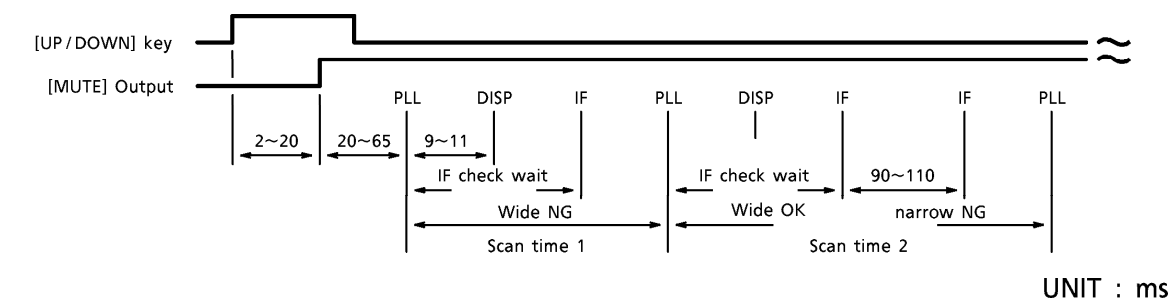 [UP/DOWN] key
[MUTE] Output
PLL DISP IF PLL DISP IF IF PLL
2~20 20~65 9~11
IF check wait IF check wait 90~110
Wide NG Wide OK narrow NG
Scan time 1 Scan time 2
UNIT : ms